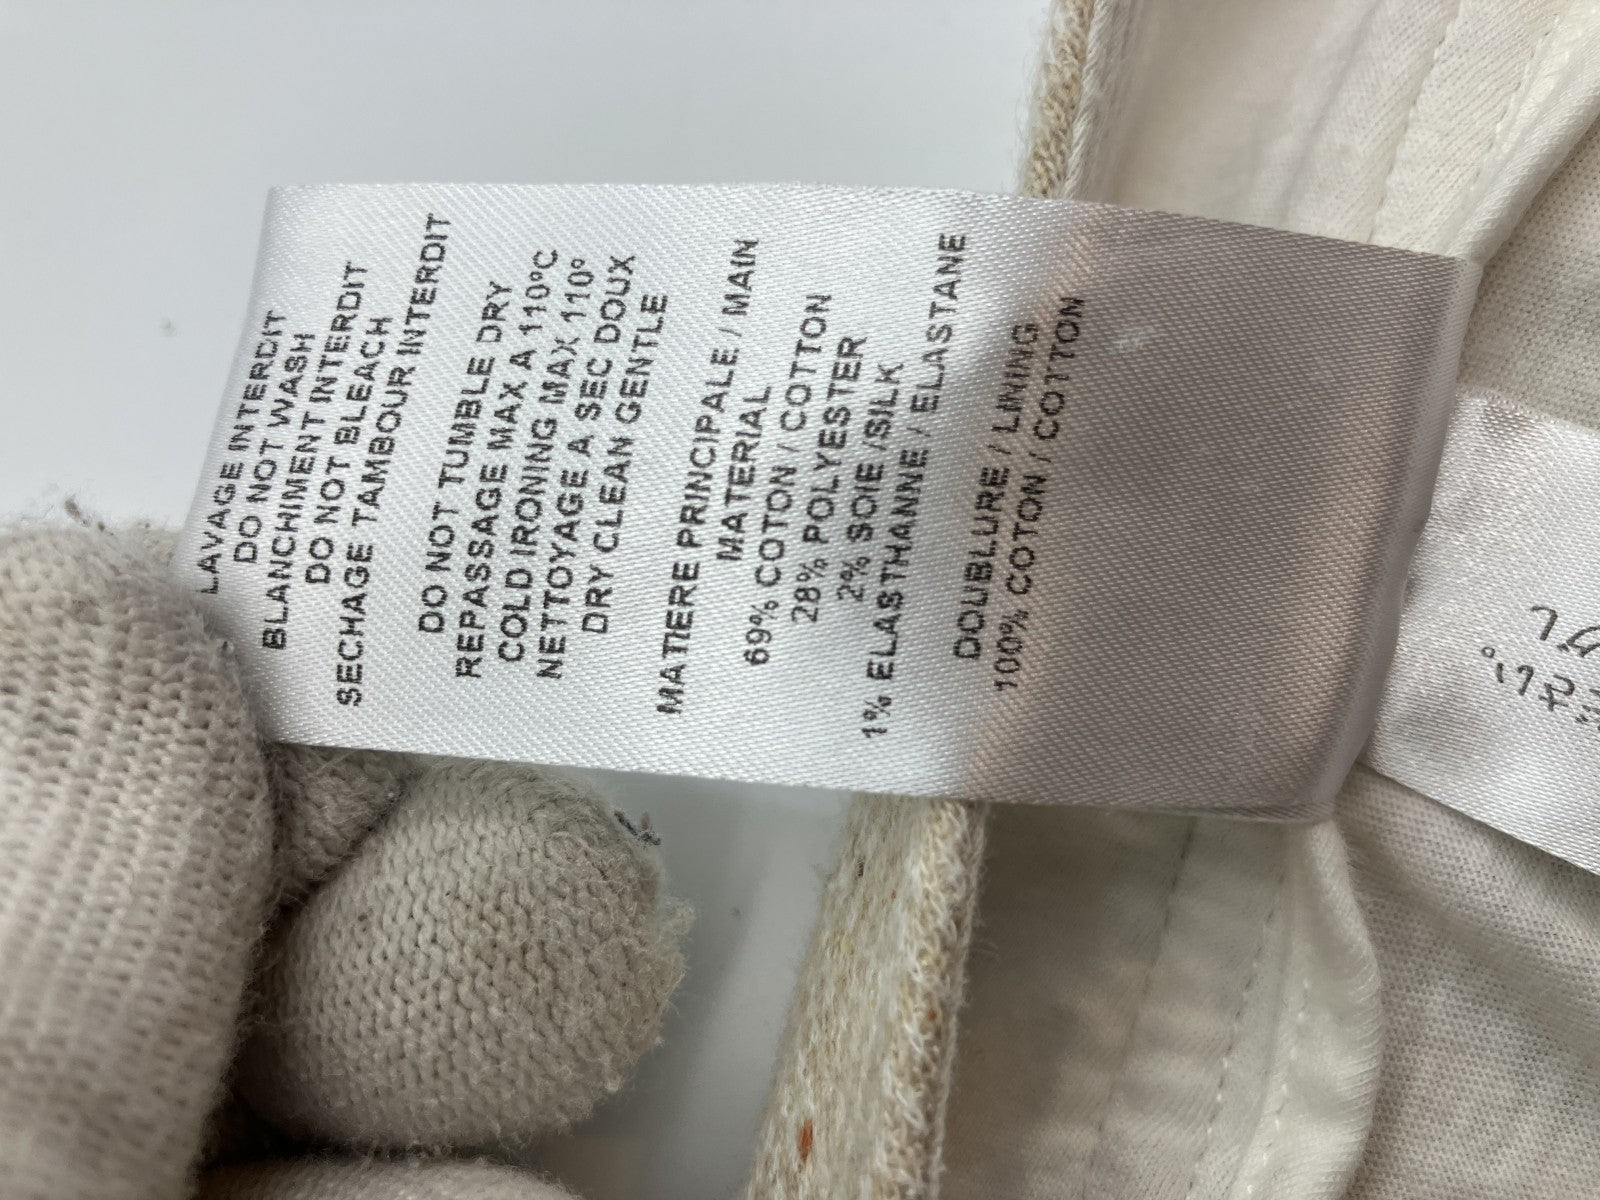 LAVAGE INTERDIT
DO NOT WASH
BLANCHIMENT INTERDIT
DO NOT BLEACH
SECHAGE TAMBOUR INTERDIT
DO NOT TUMBLE DRY
REPASSAGE MAX A 110°C
COLD IRONING MAX 110°
NETTOYAGE A SEC DOUX
DRY CLEAN GENTLE
MATIERE PRINCIPALE / MAIN
MATERIAL
69% COTON / COTTON
28% POLYESTER
2% SOIE /SILK
1% ELASTHANNE / ELASTANE
DOUBLURE / LINING
100% COTON / COTTON